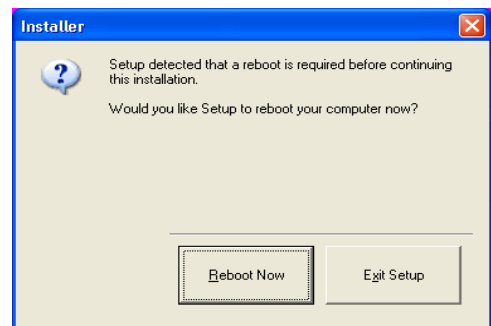 Installer
?
Setup detected that a reboot is required before continuing
this installation.
Would you like Setup to reboot your computer now?
Reboot Now
Exit Setup